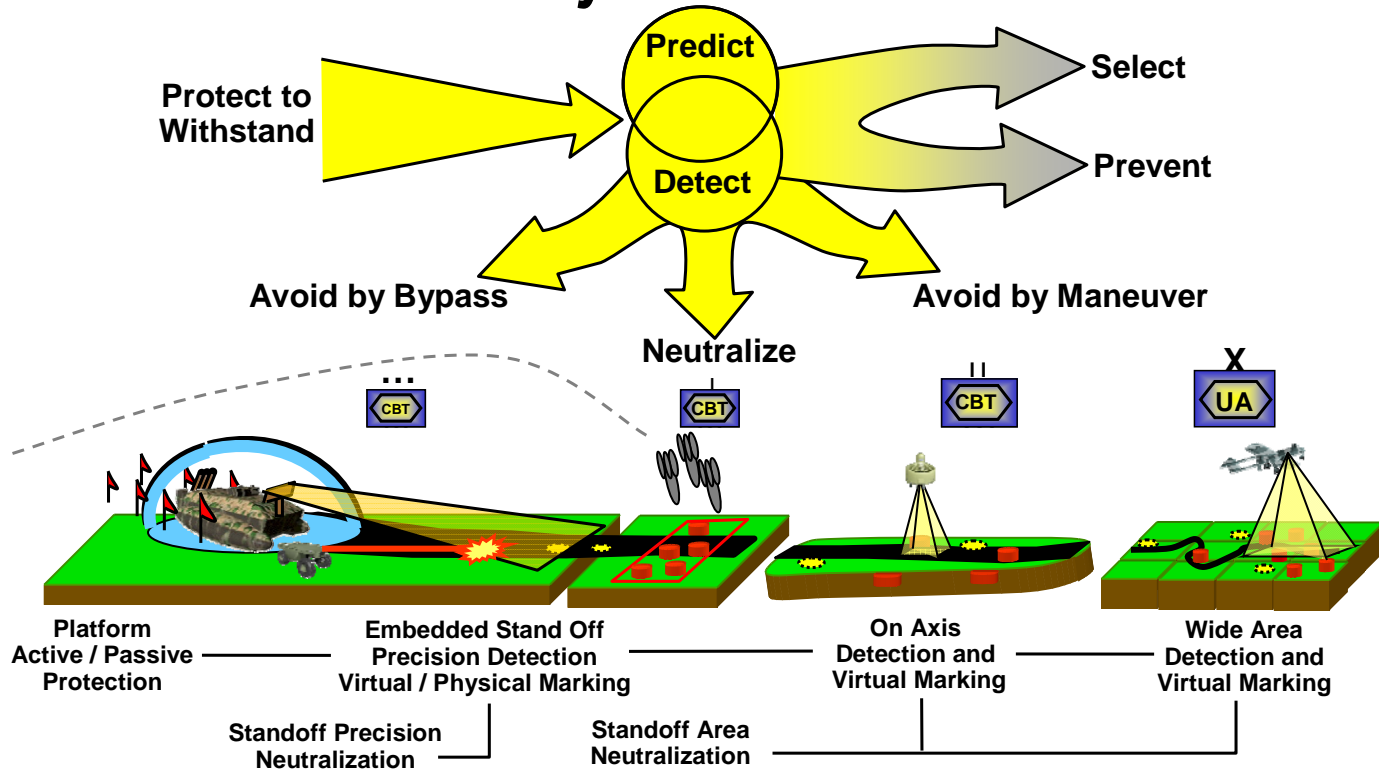 Predict
Select
Protect to
Withstand
Prevent
Detect
Avoid by Bypass
Avoid by Maneuver
Neutralize
...
CBT
I
CBT
II
CBT
X
UA
Platform
Active / Passive
Protection
Embedded Stand Off
Precision Detection
Virtual / Physical Marking
On Axis
Detection and
Virtual Marking
Wide Area
Detection and
Virtual Marking
Standoff Precision
Neutralization
Standoff Area
Neutralization